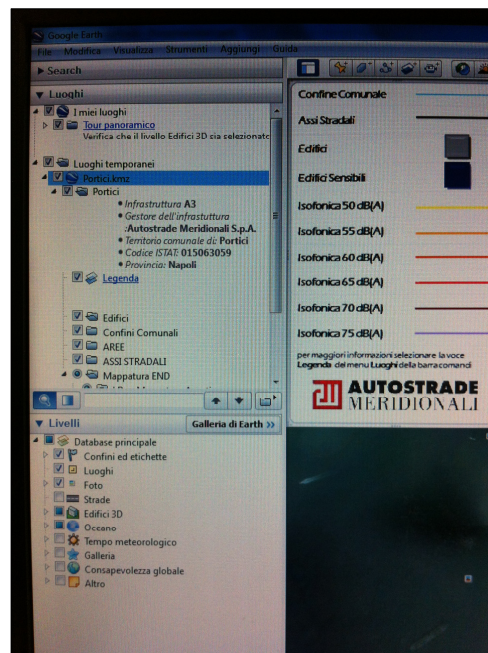 Google Earth
File Modifica Visualizza Strumenti Aggiungi Guida
Search
Luoghi
I miei luoghi
Tour panoramico
Verifica che il livello Edifici 3D sia selezionato
Luoghi temporanei
Portici.kmz
Portici
Infrastruttura A3
Gestore dell'infrastuttura
:Autostrade Meridionali S.p.A.
Territorio comunale di: Portici
Codice ISTAT: 015063059
Provincia: Napoli
Legenda
Edifici
Confini Comunali
AREE
ASSI STRADALI
Mappatura END
Livelli
Galleria di Earth >>
Database principale
Confini ed etichette
Luoghi
Foto
Strade
Edifici 3D
Oceano
Tempo meteorologico
Galleria
Consapevolezza globale
Altro
Confine Comunale
Assi Stradali
Edifici
Edifici Sensibili
Isofonica 50 dB(A)
Isofonica 55 dB(A)
Isofonica 60 dB(A)
Isofonica 65 dB(A)
Isofonica 70 dB(A)
Isofonica 75 dB(A)
per maggiori informazioni selezionare la voce
Legenda del menu Luoghi della barra comandi
AUTOSTRADE
MERIDIONALI